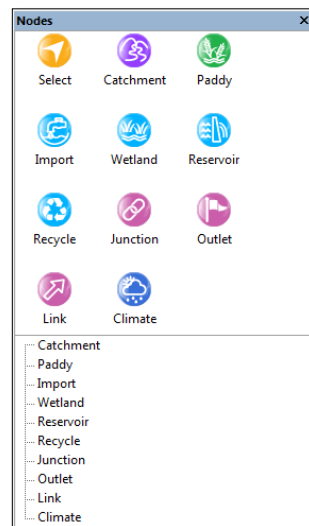 Nodes
Select Catchment Paddy
Import Wetland Reservoir
Recycle Junction Outlet
Link Climate
Catchment
Paddy
Import
Wetland
Reservoir
Recycle
Junction
Outlet
Link
Climate